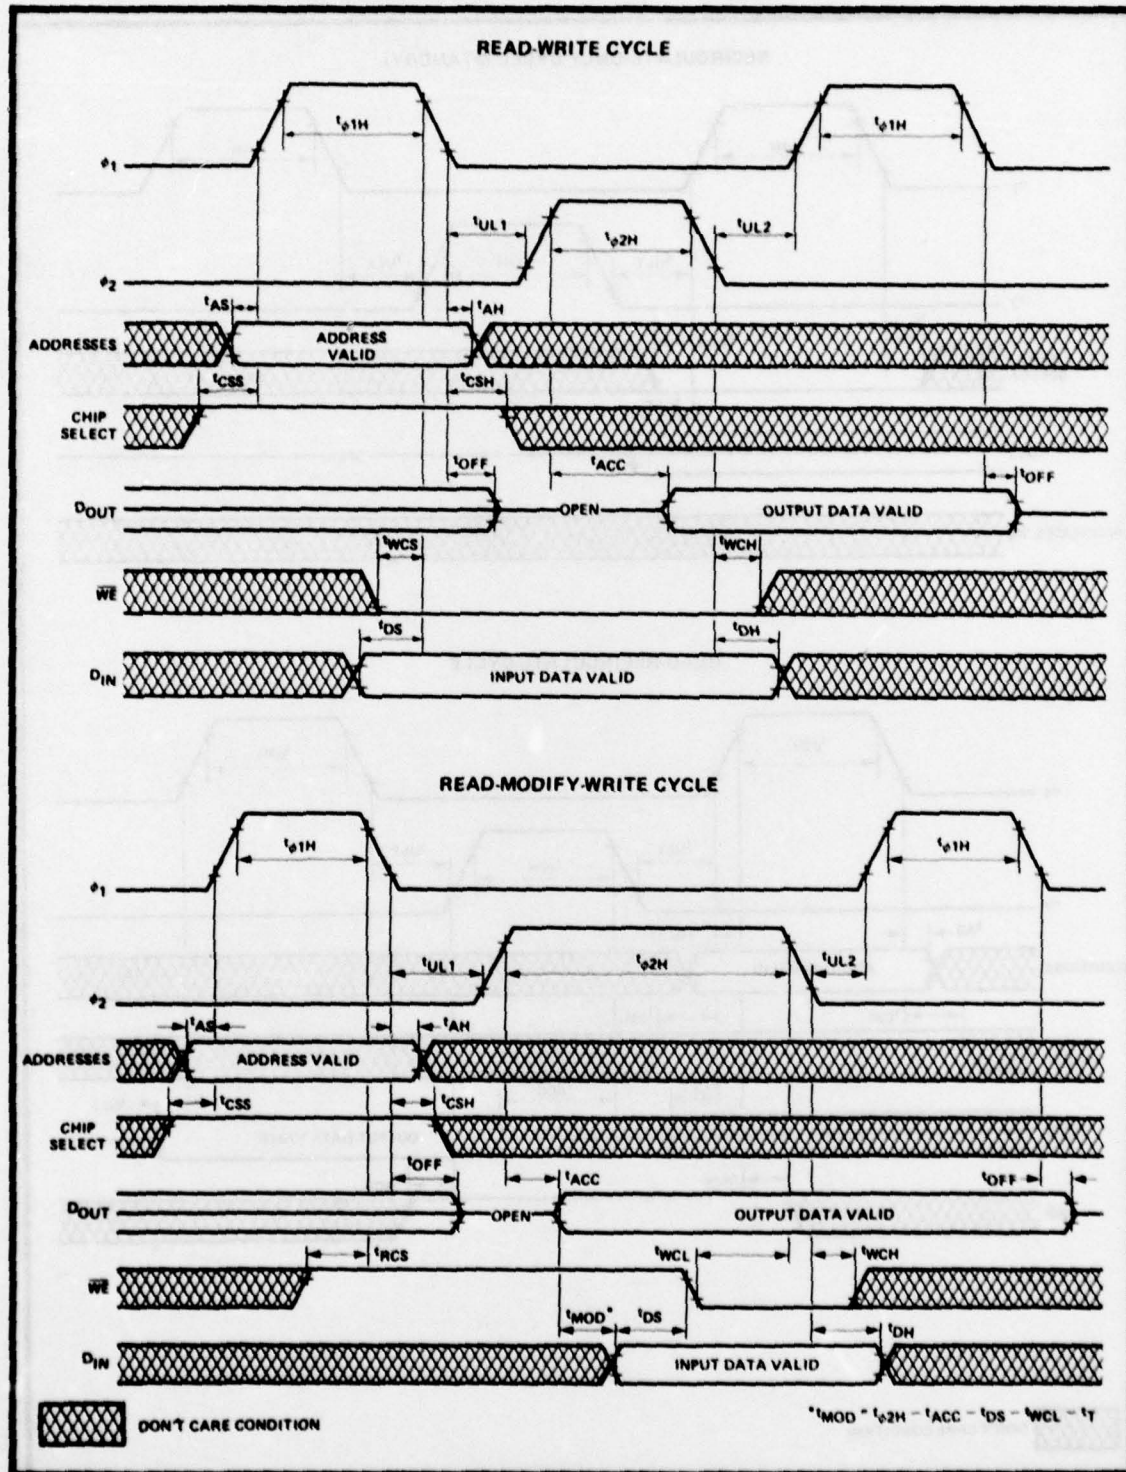 READ-WRITE CYCLE
tϕ1H tϕ1H
ϕ1
tUL1 tϕ2H tUL2
ϕ2
tAS tAH
ADDRESSES ADDRESS VALID
tCSS tCSH
CHIP SELECT
tOFF tACC tOFF
DOUT OPEN OUTPUT DATA VALID
tWCS tWCH
WE
tDS tDH
DIN INPUT DATA VALID
READ-MODIFY-WRITE CYCLE
tϕ1H tϕ1H
ϕ1
tUL1 tϕ2H tUL2
ϕ2
tAS tAH
ADDRESSES ADDRESS VALID
tCSS tCSH
CHIP SELECT
tOFF tACC tOFF
DOUT OPEN OUTPUT DATA VALID
tRCS tWCL tWCH
WE
tMOD* tDS tDH
DIN INPUT DATA VALID
DON'T CARE CONDITION
*tMOD = tϕ2H − tACC − tDS − tWCL − tT